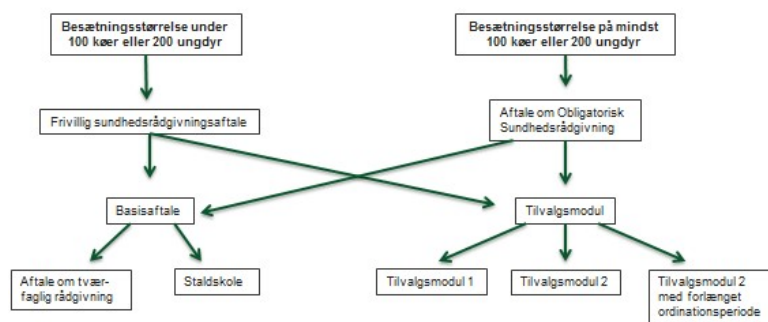 Besætningsstørrelse under
100 køer eller 200 ungdyr
Besætningsstørrelse på mindst
100 køer eller 200 ungdyr
Frivillig sundhedsrådgivningsaftale
Aftale om Obligatorisk
Sundhedsrådgivning
Basisaftale
Tilvalgsmodul
Aftale om tvær-
faglig rådgivning
Staldskole
Tilvalgsmodul 1
Tilvalgsmodul 2
Tilvalgsmodul 2
med forlænget
ordinationsperiode